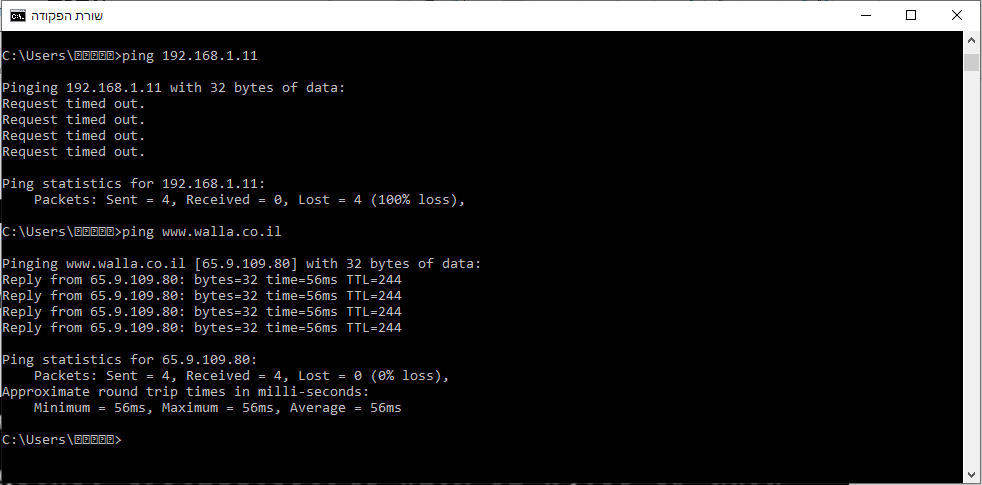 שורת הפקודה
C:\Users\>ping 192.168.1.11
Pinging 192.168.1.11 with 32 bytes of data:
Request timed out.
Request timed out.
Request timed out.
Request timed out.
Ping statistics for 192.168.1.11:
Packets: Sent = 4, Received = 0, Lost = 4 (100% loss),
C:\Users\>ping www.walla.co.il
Pinging www.walla.co.il [65.9.109.80] with 32 bytes of data:
Reply from 65.9.109.80: bytes=32 time=56ms TTL=244
Reply from 65.9.109.80: bytes=32 time=56ms TTL=244
Reply from 65.9.109.80: bytes=32 time=56ms TTL=244
Reply from 65.9.109.80: bytes=32 time=56ms TTL=244
Ping statistics for 65.9.109.80:
Packets: Sent = 4, Received = 4, Lost = 0 (0% loss),
Approximate round trip times in milli-seconds:
Minimum = 56ms, Maximum = 56ms, Average = 56ms
C:\Users\>